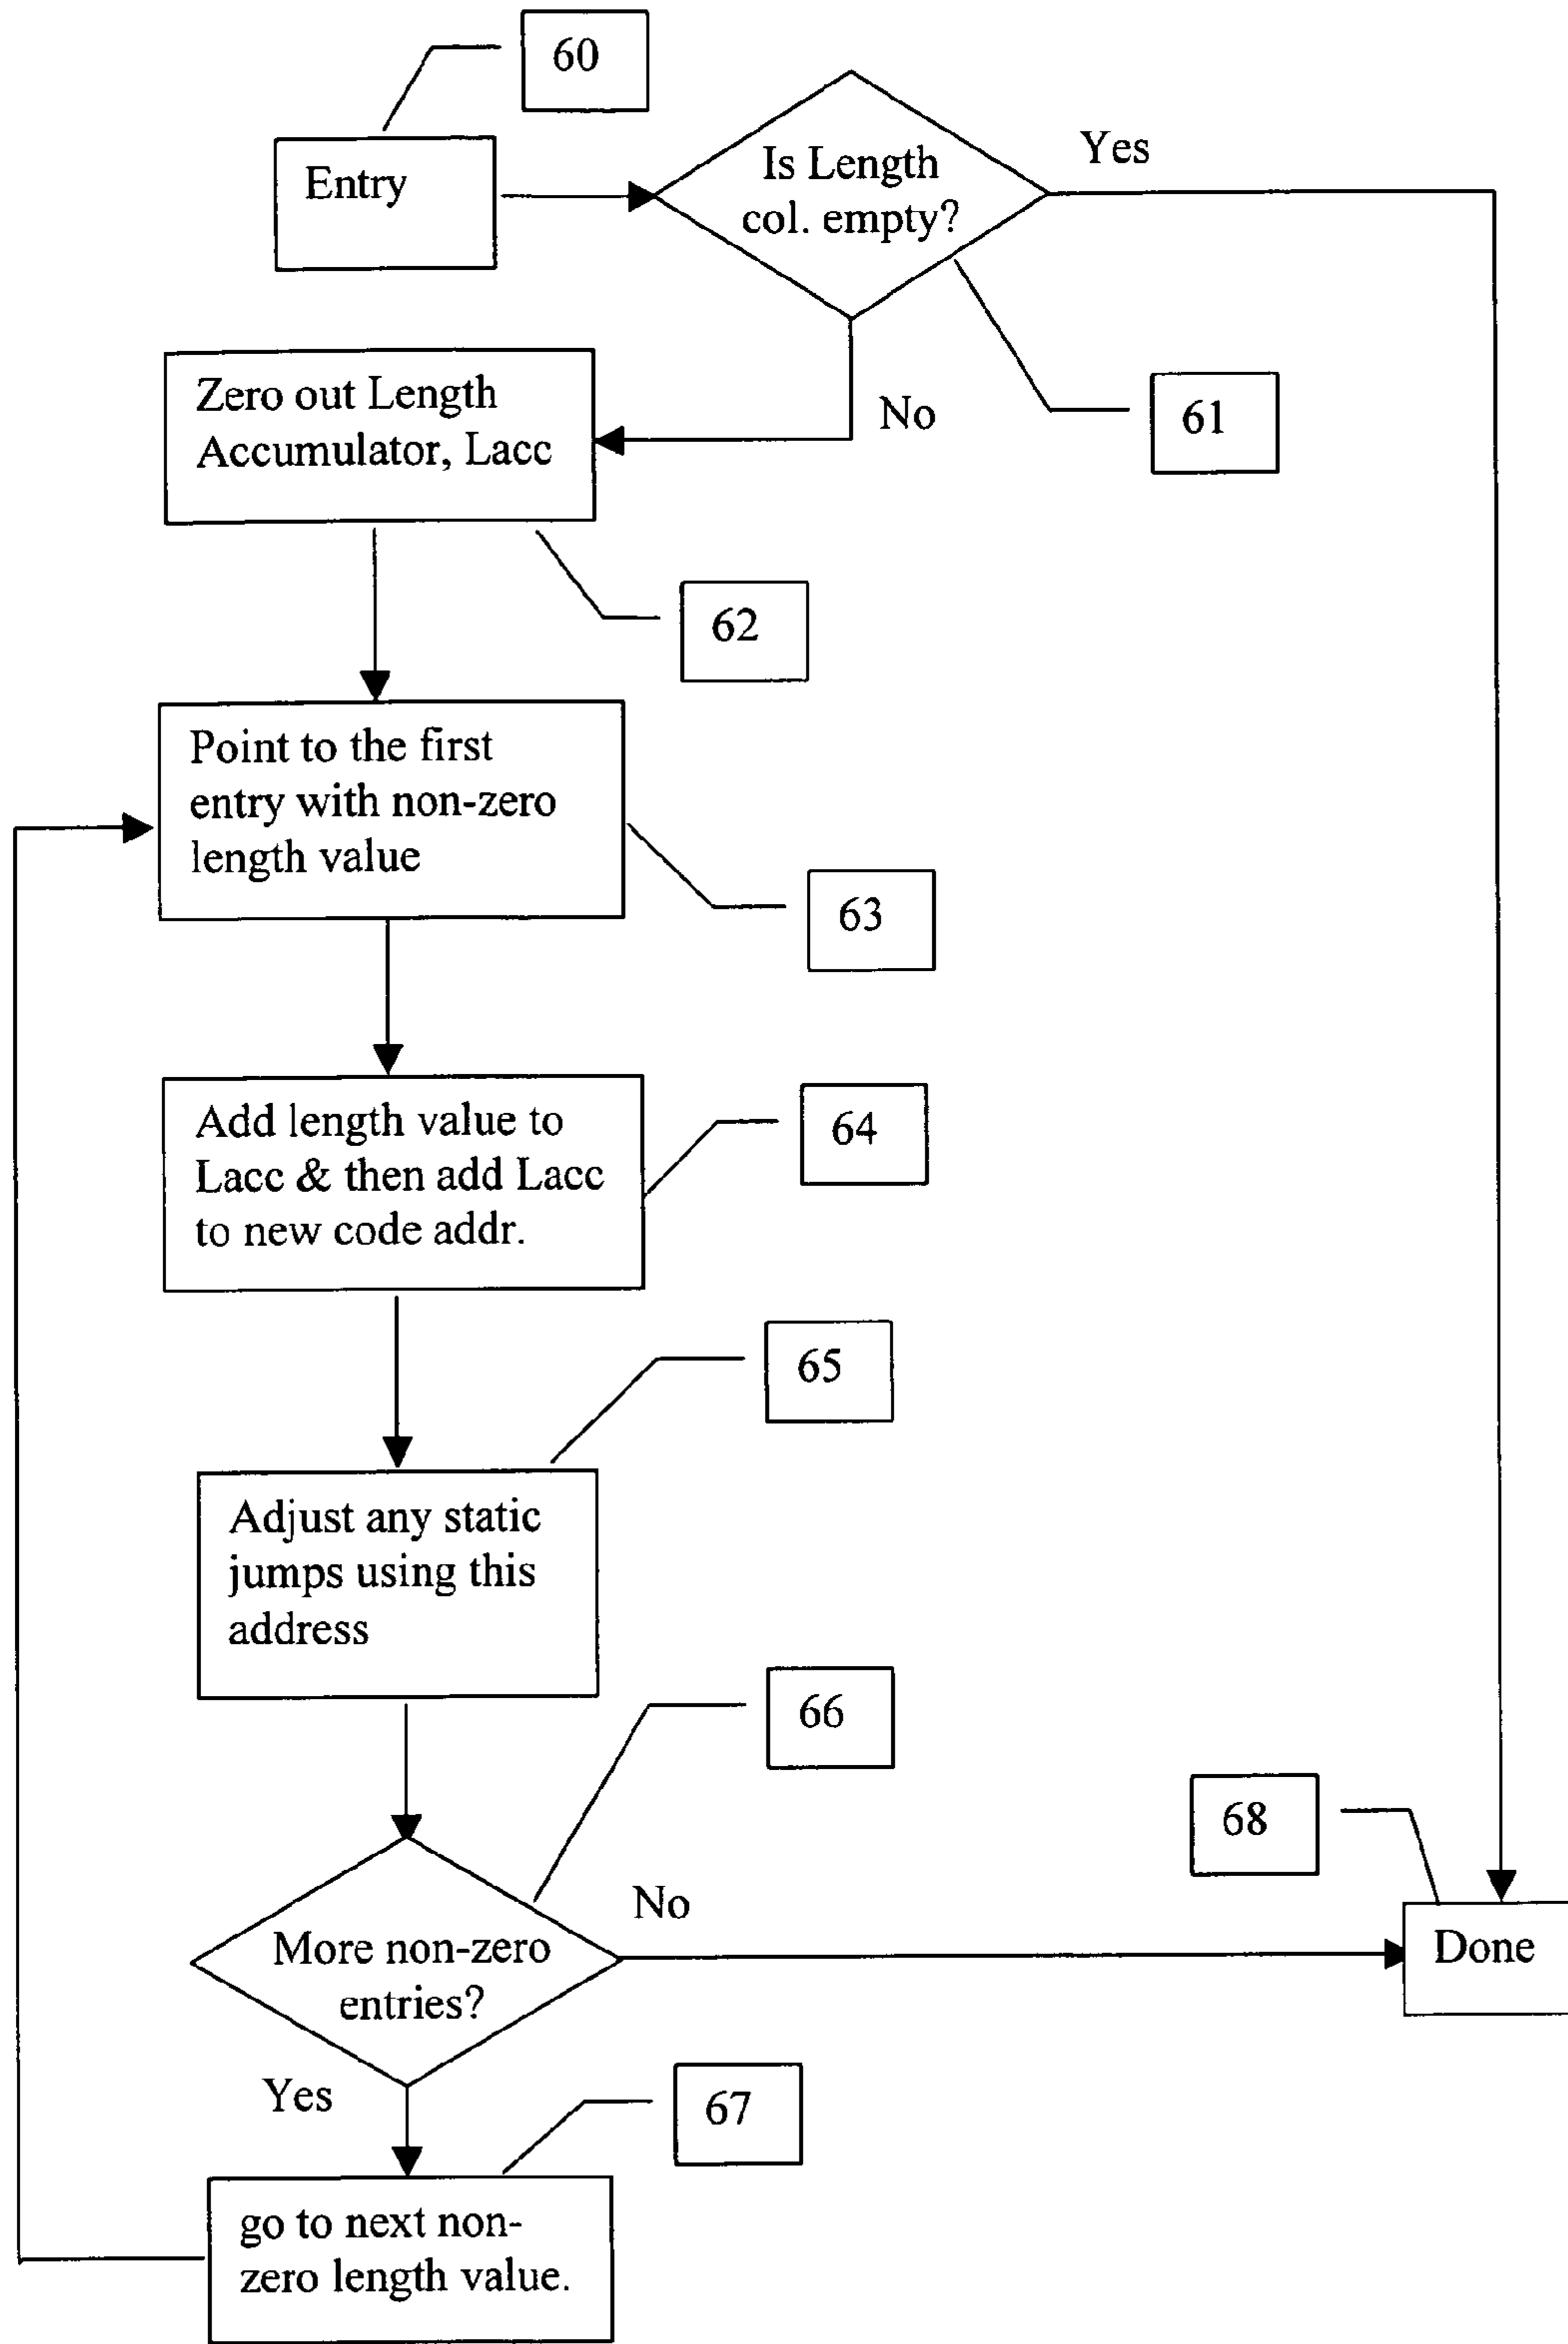 60
Entry
Is Length
col. empty?
Yes
Zero out Length
Accumulator, Lacc
No
61
62
Point to the first
entry with non-zero
length value
63
Add length value to
Lacc & then add Lacc
to new code addr.
64
65
Adjust any static
jumps using this
address
66
68
No
Done
More non-zero
entries?
Yes
67
go to next non-
zero length value.